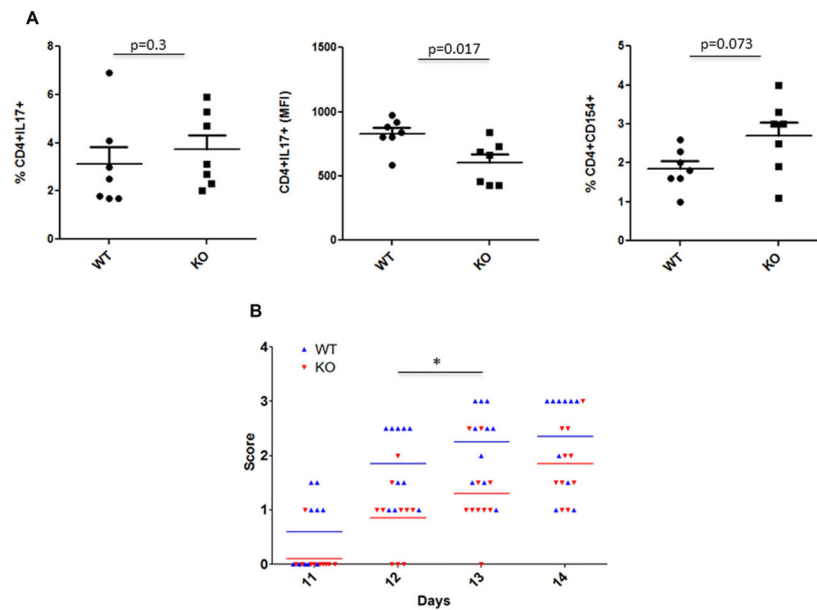 A
p=0.3
% CD4+IL17+
8
6
4
2
0
WT
KO
p=0.017
CD4+IL17+ (MFI)
1500
1000
500
0
WT
KO
p=0.073
% CD4+CD154+
5
4
3
2
1
0
WT
KO
B
WT
KO
*
Score
4
3
2
1
0
11
12
13
14
Days